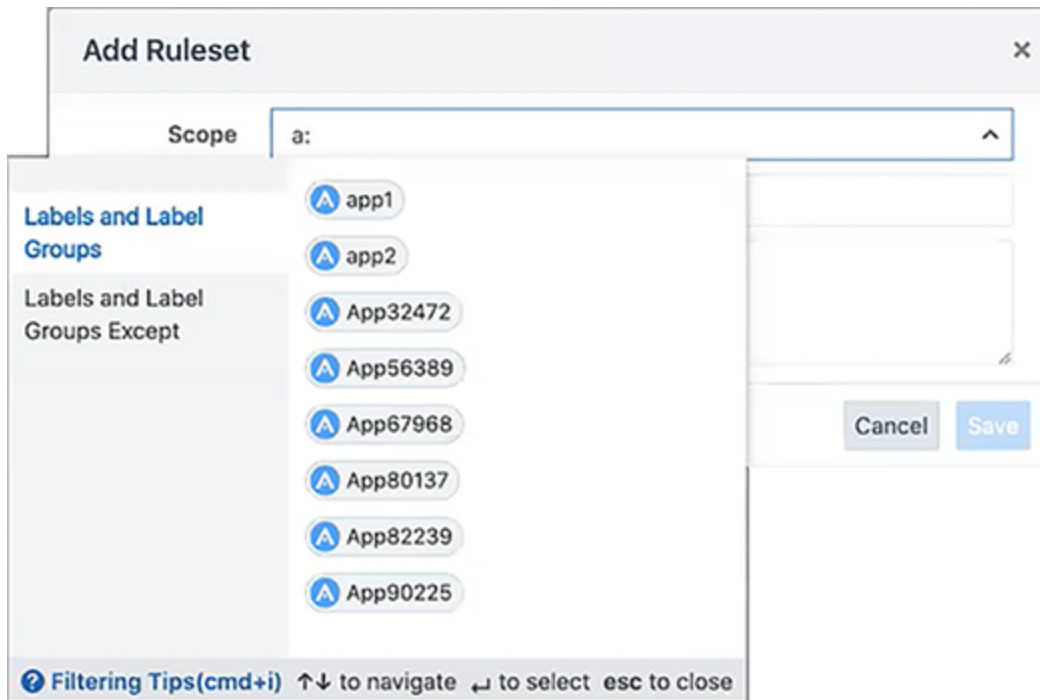 Add Ruleset ×
Scope a:
Labels and Label
Groups
Labels and Label
Groups Except
app1
app2
App32472
App56389
App67968
App80137
App82239
App90225
Cancel Save
Filtering Tips(cmd+i) ↑↓ to navigate ↵ to select esc to close